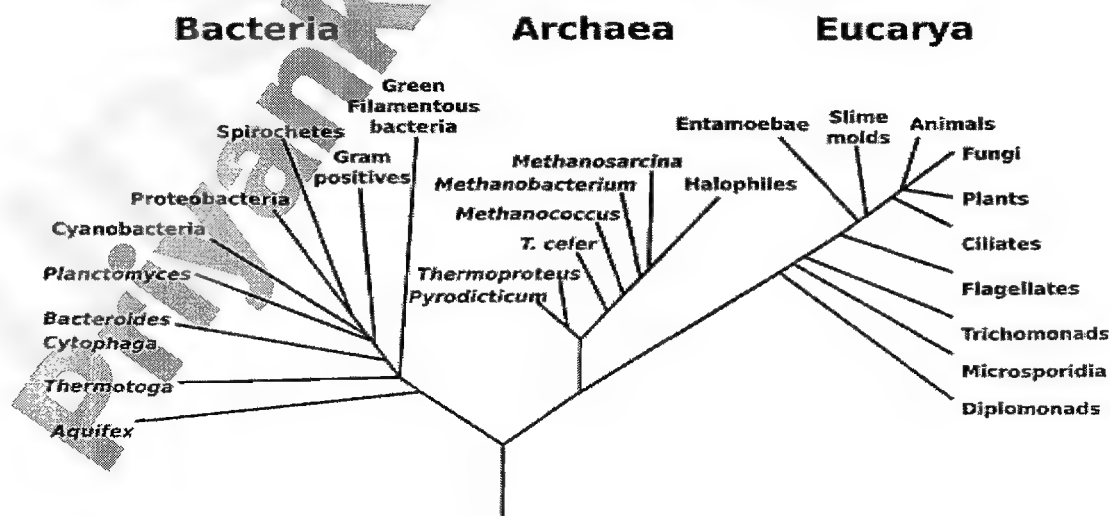 Bacteria
Archaea
Eucarya
Green
Filamentous
bacteria
Spirochetes
Gram
positives
Proteobacteria
Cyanobacteria
Planctomyces
Bacteroides
Cytophaga
Thermotoga
Aquifex
Methanosarcina
Methanobacterium
Halophiles
Methanococcus
T. celer
Thermoproteus
Pyrodicticum
Entamoebae
Slime
molds
Animals
Fungi
Plants
Ciliates
Flagellates
Trichomonads
Microsporidia
Diplomonads